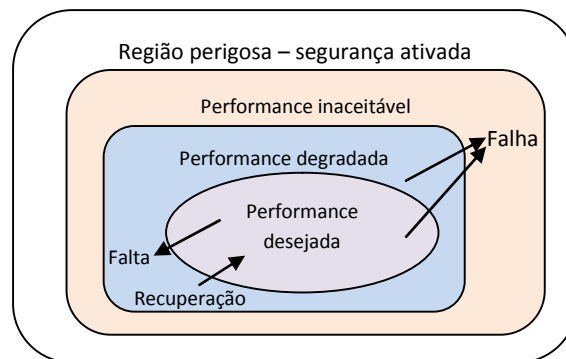 Região perigosa – segurança ativada
Performance inaceitável
Falha
Performance degradada
Performance
desejada
Falta
Recuperação